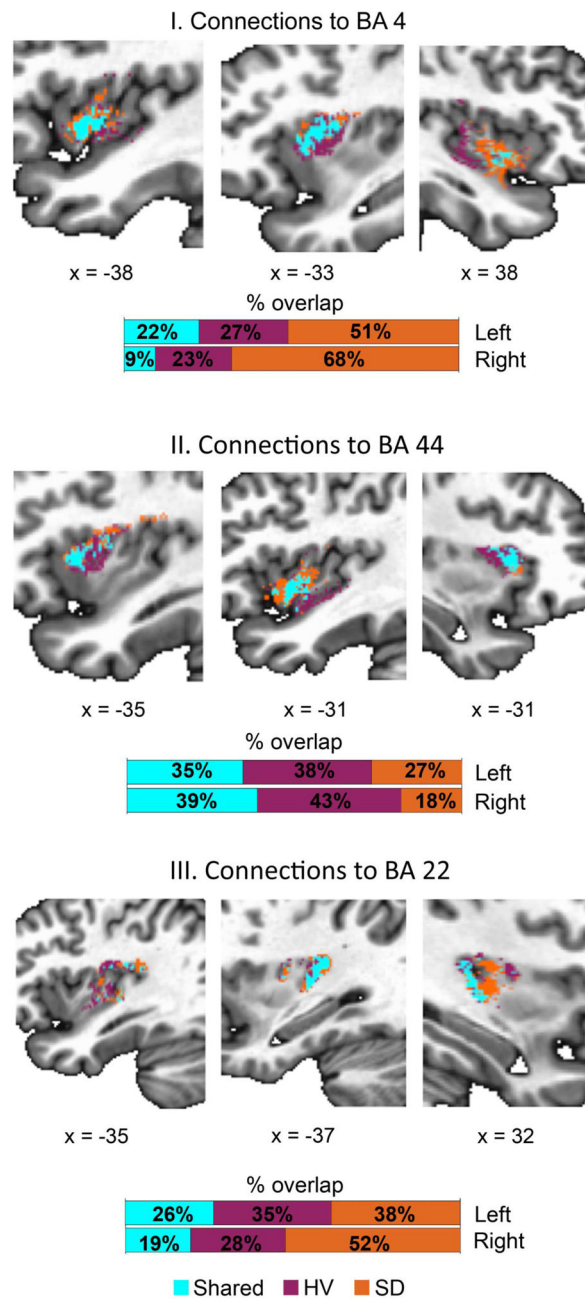 I. Connections to BA 4
x = -38 x = -33 x = 38
% overlap
22% 27% 51% Left
9% 23% 68% Right
II. Connections to BA 44
x = -35 x = -31 x = -31
% overlap
35% 38% 27% Left
39% 43% 18% Right
III. Connections to BA 22
x = -35 x = -37 x = 32
% overlap
26% 35% 38% Left
19% 28% 52% Right
Shared HV SD